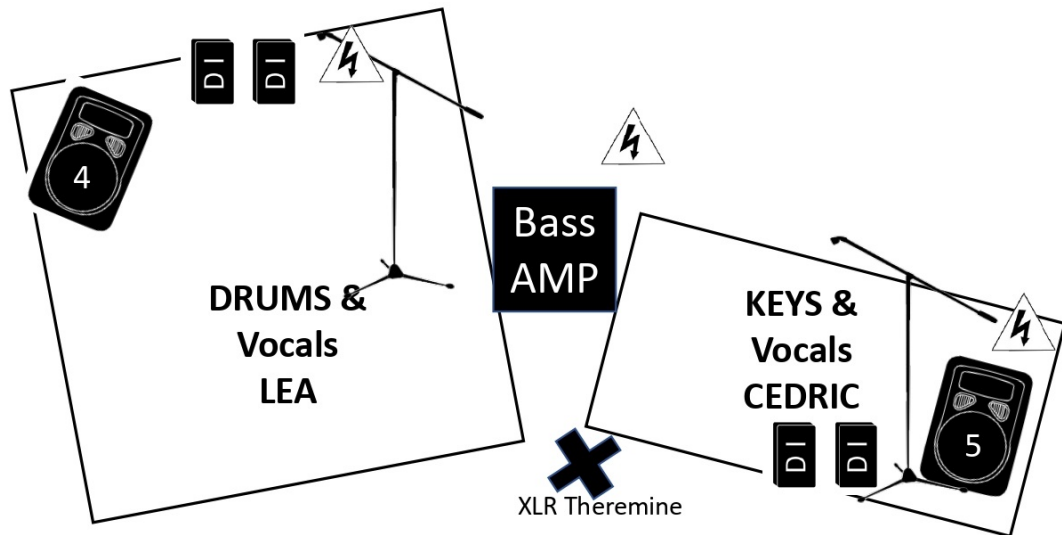 DI
DI
4
Bass
AMP
DRUMS &
Vocals
LEA
KEYS &
Vocals
CEDRIC
DI
DI
5
XLR Theremine